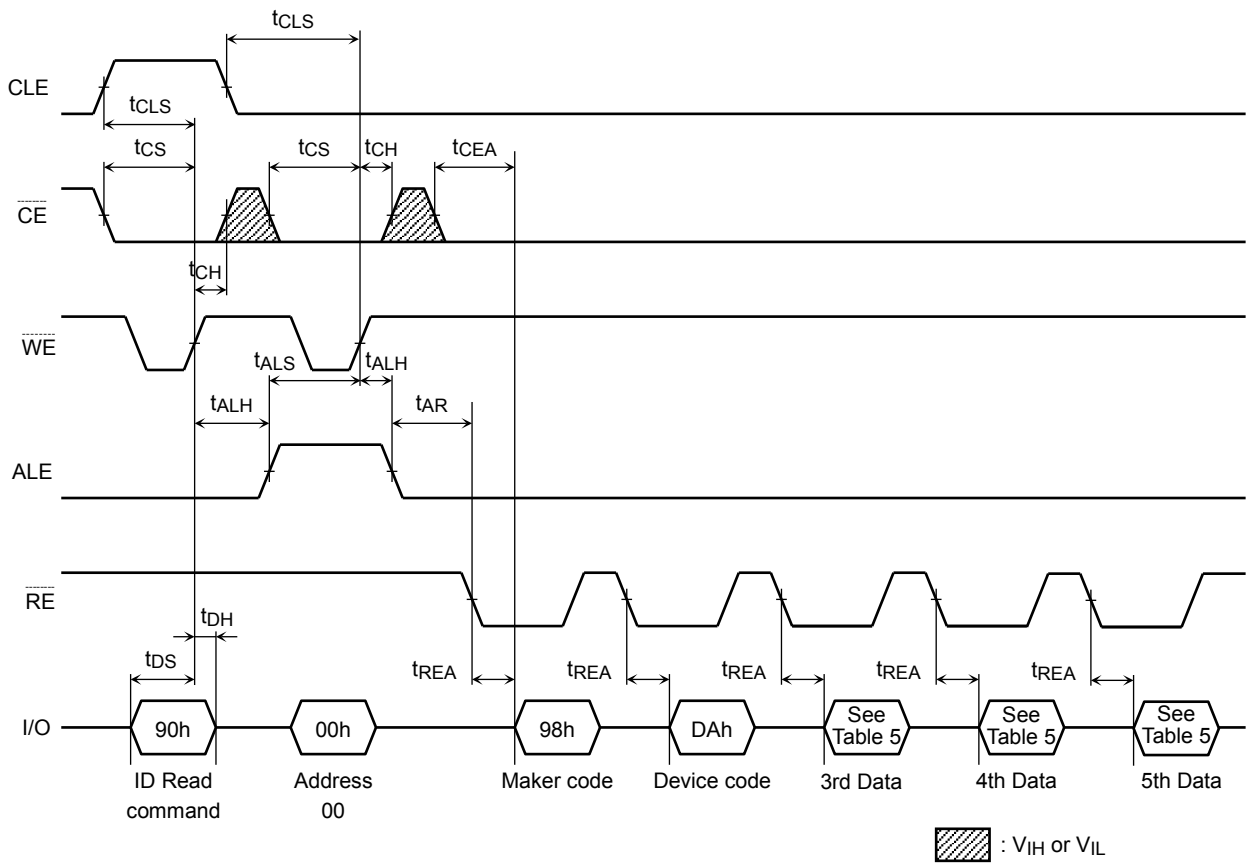 tCLS
CLE
tCLS
tCS tCS tCH tCEA
CE
tCH
WE
tALS tALH
tALH tAR
ALE
RE
tDH
tDS tREA tREA tREA tREA tREA
I/O 90h 00h 98h DAh See Table 5 See Table 5 See Table 5
ID Read command Address 00 Maker code Device code 3rd Data 4th Data 5th Data
: VIH or VIL